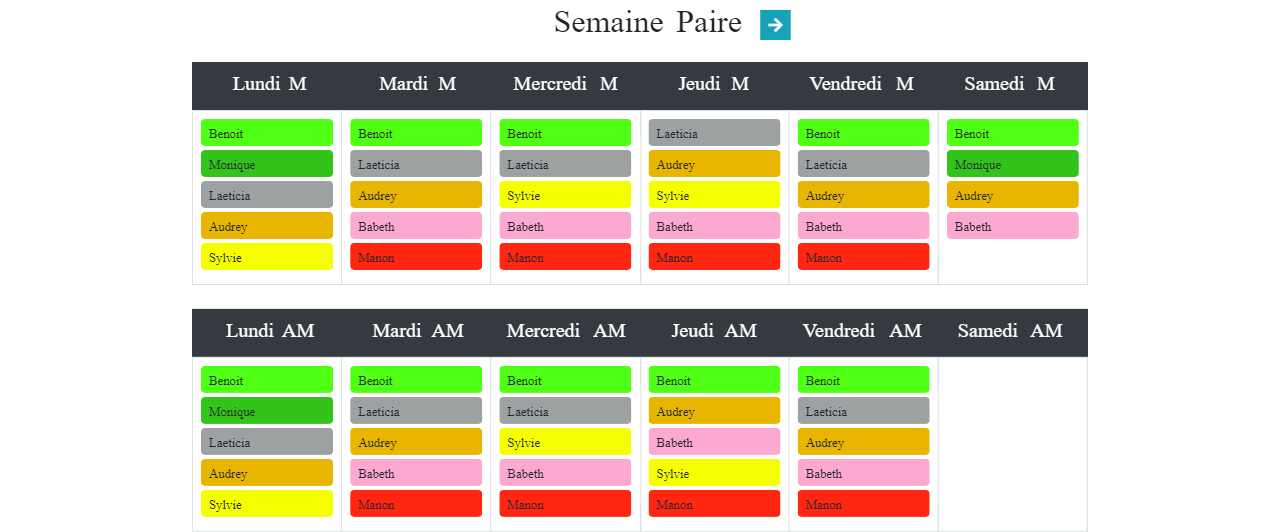 Semaine Paire
Lundi M Mardi M Mercredi M Jeudi M Vendredi M Samedi M
Benoit Benoit Benoit Laeticia Benoit Benoit
Monique Laeticia Laeticia Audrey Laeticia Monique
Laeticia Audrey Sylvie Sylvie Audrey Audrey
Audrey Babeth Babeth Babeth Babeth Babeth
Sylvie Manon Manon Manon Manon
Lundi AM Mardi AM Mercredi AM Jeudi AM Vendredi AM Samedi AM
Benoit Benoit Benoit Benoit Benoit
Monique Laeticia Laeticia Audrey Laeticia
Laeticia Audrey Sylvie Babeth Audrey
Audrey Babeth Babeth Sylvie Babeth
Sylvie Manon Manon Manon Manon